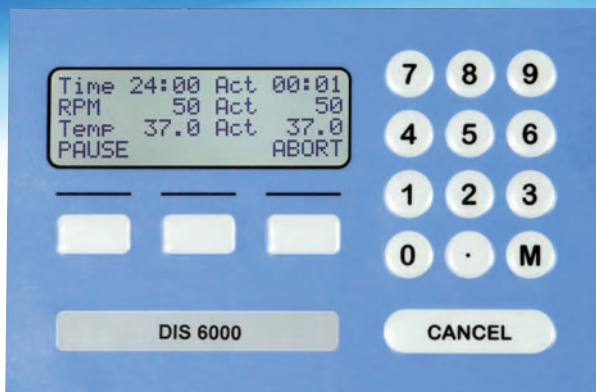 Time 24:00 Act 00:01
RPM 50 Act 50
Temp 37.0 Act 37.0
PAUSE ABORT
7 8 9
4 5 6
1 2 3
0 . M
DIS 6000
CANCEL